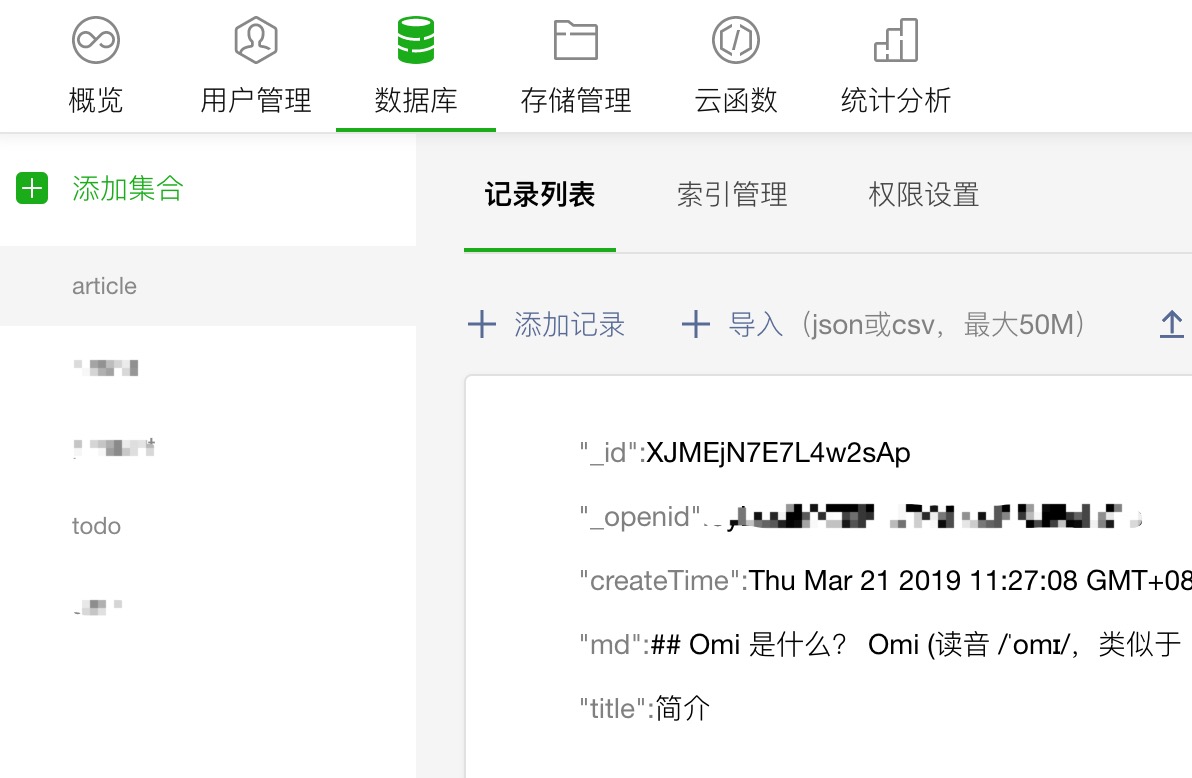 概览 用户管理 数据库 存储管理 云函数 统计分析
添加集合
记录列表 索引管理 权限设置
article
添加记录 导入（json或csv，最大50M）
"_id":XJMEjN7E7L4w2sAp
"_openid"
todo
"createTime":Thu Mar 21 2019 11:27:08 GMT+08
"md":## Omi 是什么？ Omi (读音 /ˈomɪ/，类似于
"title":简介